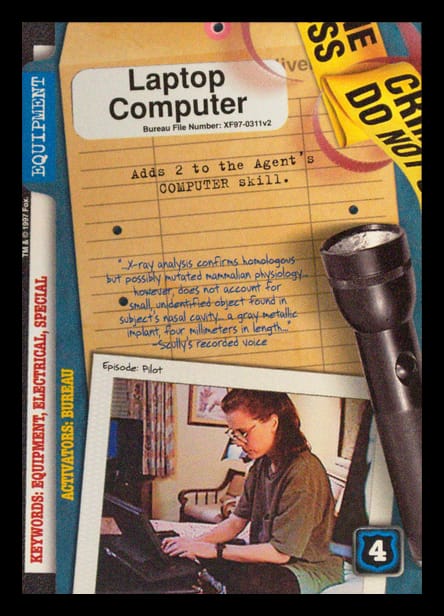 Laptop
Computer
Bureau File Number: XF97-0311v2
Adds 2 to the Agent's
COMPUTER skill.
"...X-ray analysis confirms homologous
but possibly mutated mammalian physiology...
however, does not account for
small, unidentified object found in
subject's nasal cavity... a gray metallic
implant, four millimeters in length..."
-Scully's recorded voice
Episode: Pilot
4
EQUIPMENT
TM & © 1997 Fox.
KEYWORDS: EQUIPMENT, ELECTRICAL, SPECIAL
ACTIVATORS: BUREAU
DO NOT